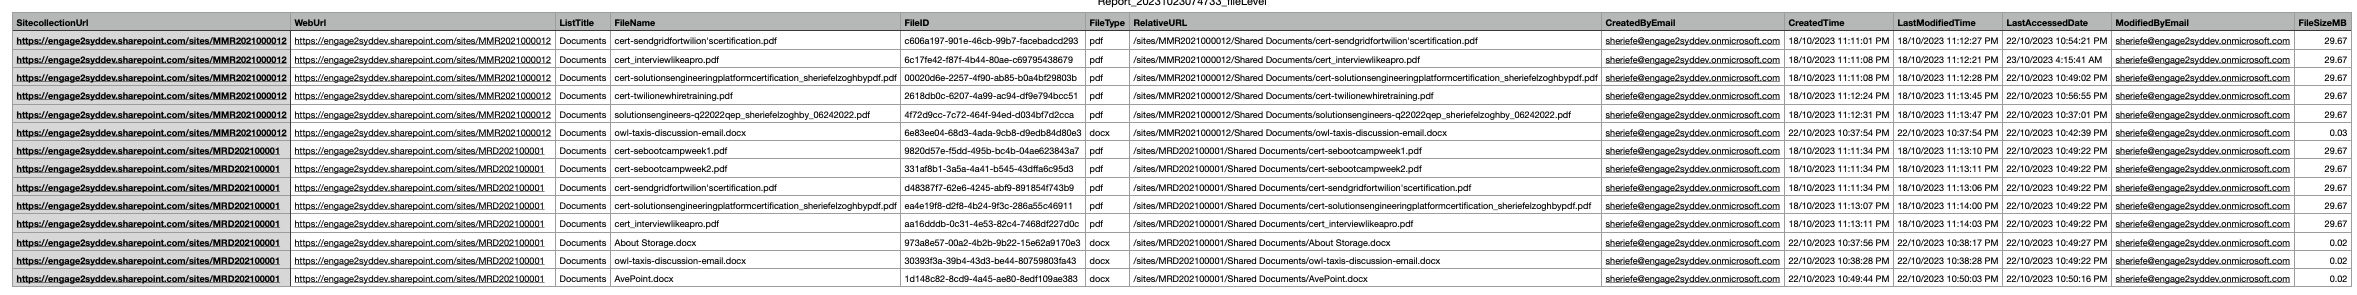 Report_20231023074733_fileLevel
SitecollectionUrl WebUrl ListTitle FileName FileID FileType RelativeURL CreatedByEmail CreatedTime LastModifiedTime LastAccessedDate ModifiedByEmail FileSizeMB
https://engage2syddev.sharepoint.com/sites/MMR2021000012 https://engage2syddev.sharepoint.com/sites/MMR2021000012 Documents cert-sendgridfortwilion'scertification.pdf c606a197-901e-46cb-99b7-facebadcd293 pdf /sites/MMR2021000012/Shared Documents/cert-sendgridfortwilion'scertification.pdf sheriefe@engage2syddev.onmicrosoft.com 18/10/2023 11:11:01 PM 18/10/2023 11:12:27 PM 22/10/2023 10:54:21 PM sheriefe@engage2syddev.onmicrosoft.com 29.67
https://engage2syddev.sharepoint.com/sites/MMR2021000012 https://engage2syddev.sharepoint.com/sites/MMR2021000012 Documents cert_interviewlikeapro.pdf 6c17fe42-f87f-4b44-80ae-c69795438679 pdf /sites/MMR2021000012/Shared Documents/cert_interviewlikeapro.pdf sheriefe@engage2syddev.onmicrosoft.com 18/10/2023 11:11:08 PM 18/10/2023 11:12:21 PM 23/10/2023 4:15:41 AM sheriefe@engage2syddev.onmicrosoft.com 29.67
https://engage2syddev.sharepoint.com/sites/MMR2021000012 https://engage2syddev.sharepoint.com/sites/MMR2021000012 Documents cert-solutionsengineeringplatformcertification_sheriefelzoghbypdf.pdf 00020d6e-2257-4f90-ab85-b0a4bf29803b pdf /sites/MMR2021000012/Shared Documents/cert-solutionsengineeringplatformcertification_sheriefelzoghbypdf.pdf sheriefe@engage2syddev.onmicrosoft.com 18/10/2023 11:11:08 PM 18/10/2023 11:12:28 PM 22/10/2023 10:49:02 PM sheriefe@engage2syddev.onmicrosoft.com 29.67
https://engage2syddev.sharepoint.com/sites/MMR2021000012 https://engage2syddev.sharepoint.com/sites/MMR2021000012 Documents cert-twilionewhiretraining.pdf 2618db0c-6207-4a99-ac94-df9e794bcc51 pdf /sites/MMR2021000012/Shared Documents/cert-twilionewhiretraining.pdf sheriefe@engage2syddev.onmicrosoft.com 18/10/2023 11:12:24 PM 18/10/2023 11:13:45 PM 22/10/2023 10:56:55 PM sheriefe@engage2syddev.onmicrosoft.com 29.67
https://engage2syddev.sharepoint.com/sites/MMR2021000012 https://engage2syddev.sharepoint.com/sites/MMR2021000012 Documents solutionsengineers-q22022qep_sheriefelzoghby_06242022.pdf 4f72d9cc-7c72-464f-94ed-d034bf7d2cca pdf /sites/MMR2021000012/Shared Documents/solutionsengineers-q22022qep_sheriefelzoghby_06242022.pdf sheriefe@engage2syddev.onmicrosoft.com 18/10/2023 11:12:31 PM 18/10/2023 11:13:47 PM 22/10/2023 10:37:01 PM sheriefe@engage2syddev.onmicrosoft.com 29.67
https://engage2syddev.sharepoint.com/sites/MMR2021000012 https://engage2syddev.sharepoint.com/sites/MMR2021000012 Documents owl-taxis-discussion-email.docx 6e83ee04-68d3-4ada-9cb8-d9edb84d80e3 docx /sites/MMR2021000012/Shared Documents/owl-taxis-discussion-email.docx sheriefe@engage2syddev.onmicrosoft.com 22/10/2023 10:37:54 PM 22/10/2023 10:37:54 PM 22/10/2023 10:42:39 PM sheriefe@engage2syddev.onmicrosoft.com 0.03
https://engage2syddev.sharepoint.com/sites/MRD202100001 https://engage2syddev.sharepoint.com/sites/MRD202100001 Documents cert-sebootcampweek1.pdf 9820d57e-f5dd-495b-bc4b-04ae623843a7 pdf /sites/MRD202100001/Shared Documents/cert-sebootcampweek1.pdf sheriefe@engage2syddev.onmicrosoft.com 18/10/2023 11:11:34 PM 18/10/2023 11:13:10 PM 22/10/2023 10:49:22 PM sheriefe@engage2syddev.onmicrosoft.com 29.67
https://engage2syddev.sharepoint.com/sites/MRD202100001 https://engage2syddev.sharepoint.com/sites/MRD202100001 Documents cert-sebootcampweek2.pdf 331af8b1-3a5a-4a41-b545-43dffa6c95d3 pdf /sites/MRD202100001/Shared Documents/cert-sebootcampweek2.pdf sheriefe@engage2syddev.onmicrosoft.com 18/10/2023 11:11:34 PM 18/10/2023 11:13:11 PM 22/10/2023 10:49:22 PM sheriefe@engage2syddev.onmicrosoft.com 29.67
https://engage2syddev.sharepoint.com/sites/MRD202100001 https://engage2syddev.sharepoint.com/sites/MRD202100001 Documents cert-sendgridfortwilion'scertification.pdf d48387f7-62e6-4245-abf9-891854f743b9 pdf /sites/MRD202100001/Shared Documents/cert-sendgridfortwilion'scertification.pdf sheriefe@engage2syddev.onmicrosoft.com 18/10/2023 11:11:34 PM 18/10/2023 11:13:06 PM 22/10/2023 10:49:22 PM sheriefe@engage2syddev.onmicrosoft.com 29.67
https://engage2syddev.sharepoint.com/sites/MRD202100001 https://engage2syddev.sharepoint.com/sites/MRD202100001 Documents cert-solutionsengineeringplatformcertification_sheriefelzoghbypdf.pdf ea4e19f8-d2f8-4b24-9f3c-286a55c46911 pdf /sites/MRD202100001/Shared Documents/cert-solutionsengineeringplatformcertification_sheriefelzoghbypdf.pdf sheriefe@engage2syddev.onmicrosoft.com 18/10/2023 11:13:07 PM 18/10/2023 11:14:00 PM 22/10/2023 10:49:22 PM sheriefe@engage2syddev.onmicrosoft.com 29.67
https://engage2syddev.sharepoint.com/sites/MRD202100001 https://engage2syddev.sharepoint.com/sites/MRD202100001 Documents cert_interviewlikeapro.pdf aa16dddb-0c31-4e53-82c4-7468df227d0c pdf /sites/MRD202100001/Shared Documents/cert_interviewlikeapro.pdf sheriefe@engage2syddev.onmicrosoft.com 18/10/2023 11:13:11 PM 18/10/2023 11:14:03 PM 22/10/2023 10:49:22 PM sheriefe@engage2syddev.onmicrosoft.com 29.67
https://engage2syddev.sharepoint.com/sites/MRD202100001 https://engage2syddev.sharepoint.com/sites/MRD202100001 Documents About Storage.docx 973a8e57-00a2-4b2b-9b22-15e62a9170e3 docx /sites/MRD202100001/Shared Documents/About Storage.docx sheriefe@engage2syddev.onmicrosoft.com 22/10/2023 10:37:56 PM 22/10/2023 10:38:17 PM 22/10/2023 10:49:27 PM sheriefe@engage2syddev.onmicrosoft.com 0.02
https://engage2syddev.sharepoint.com/sites/MRD202100001 https://engage2syddev.sharepoint.com/sites/MRD202100001 Documents owl-taxis-discussion-email.docx 30393f3a-39b4-43d3-be44-80759803fa43 docx /sites/MRD202100001/Shared Documents/owl-taxis-discussion-email.docx sheriefe@engage2syddev.onmicrosoft.com 22/10/2023 10:38:28 PM 22/10/2023 10:38:28 PM 22/10/2023 10:49:22 PM sheriefe@engage2syddev.onmicrosoft.com 0.02
https://engage2syddev.sharepoint.com/sites/MRD202100001 https://engage2syddev.sharepoint.com/sites/MRD202100001 Documents AvePoint.docx 1d148c82-8cd9-4a45-ae80-8edf109ae383 docx /sites/MRD202100001/Shared Documents/AvePoint.docx sheriefe@engage2syddev.onmicrosoft.com 22/10/2023 10:49:44 PM 22/10/2023 10:50:03 PM 22/10/2023 10:50:16 PM sheriefe@engage2syddev.onmicrosoft.com 0.02